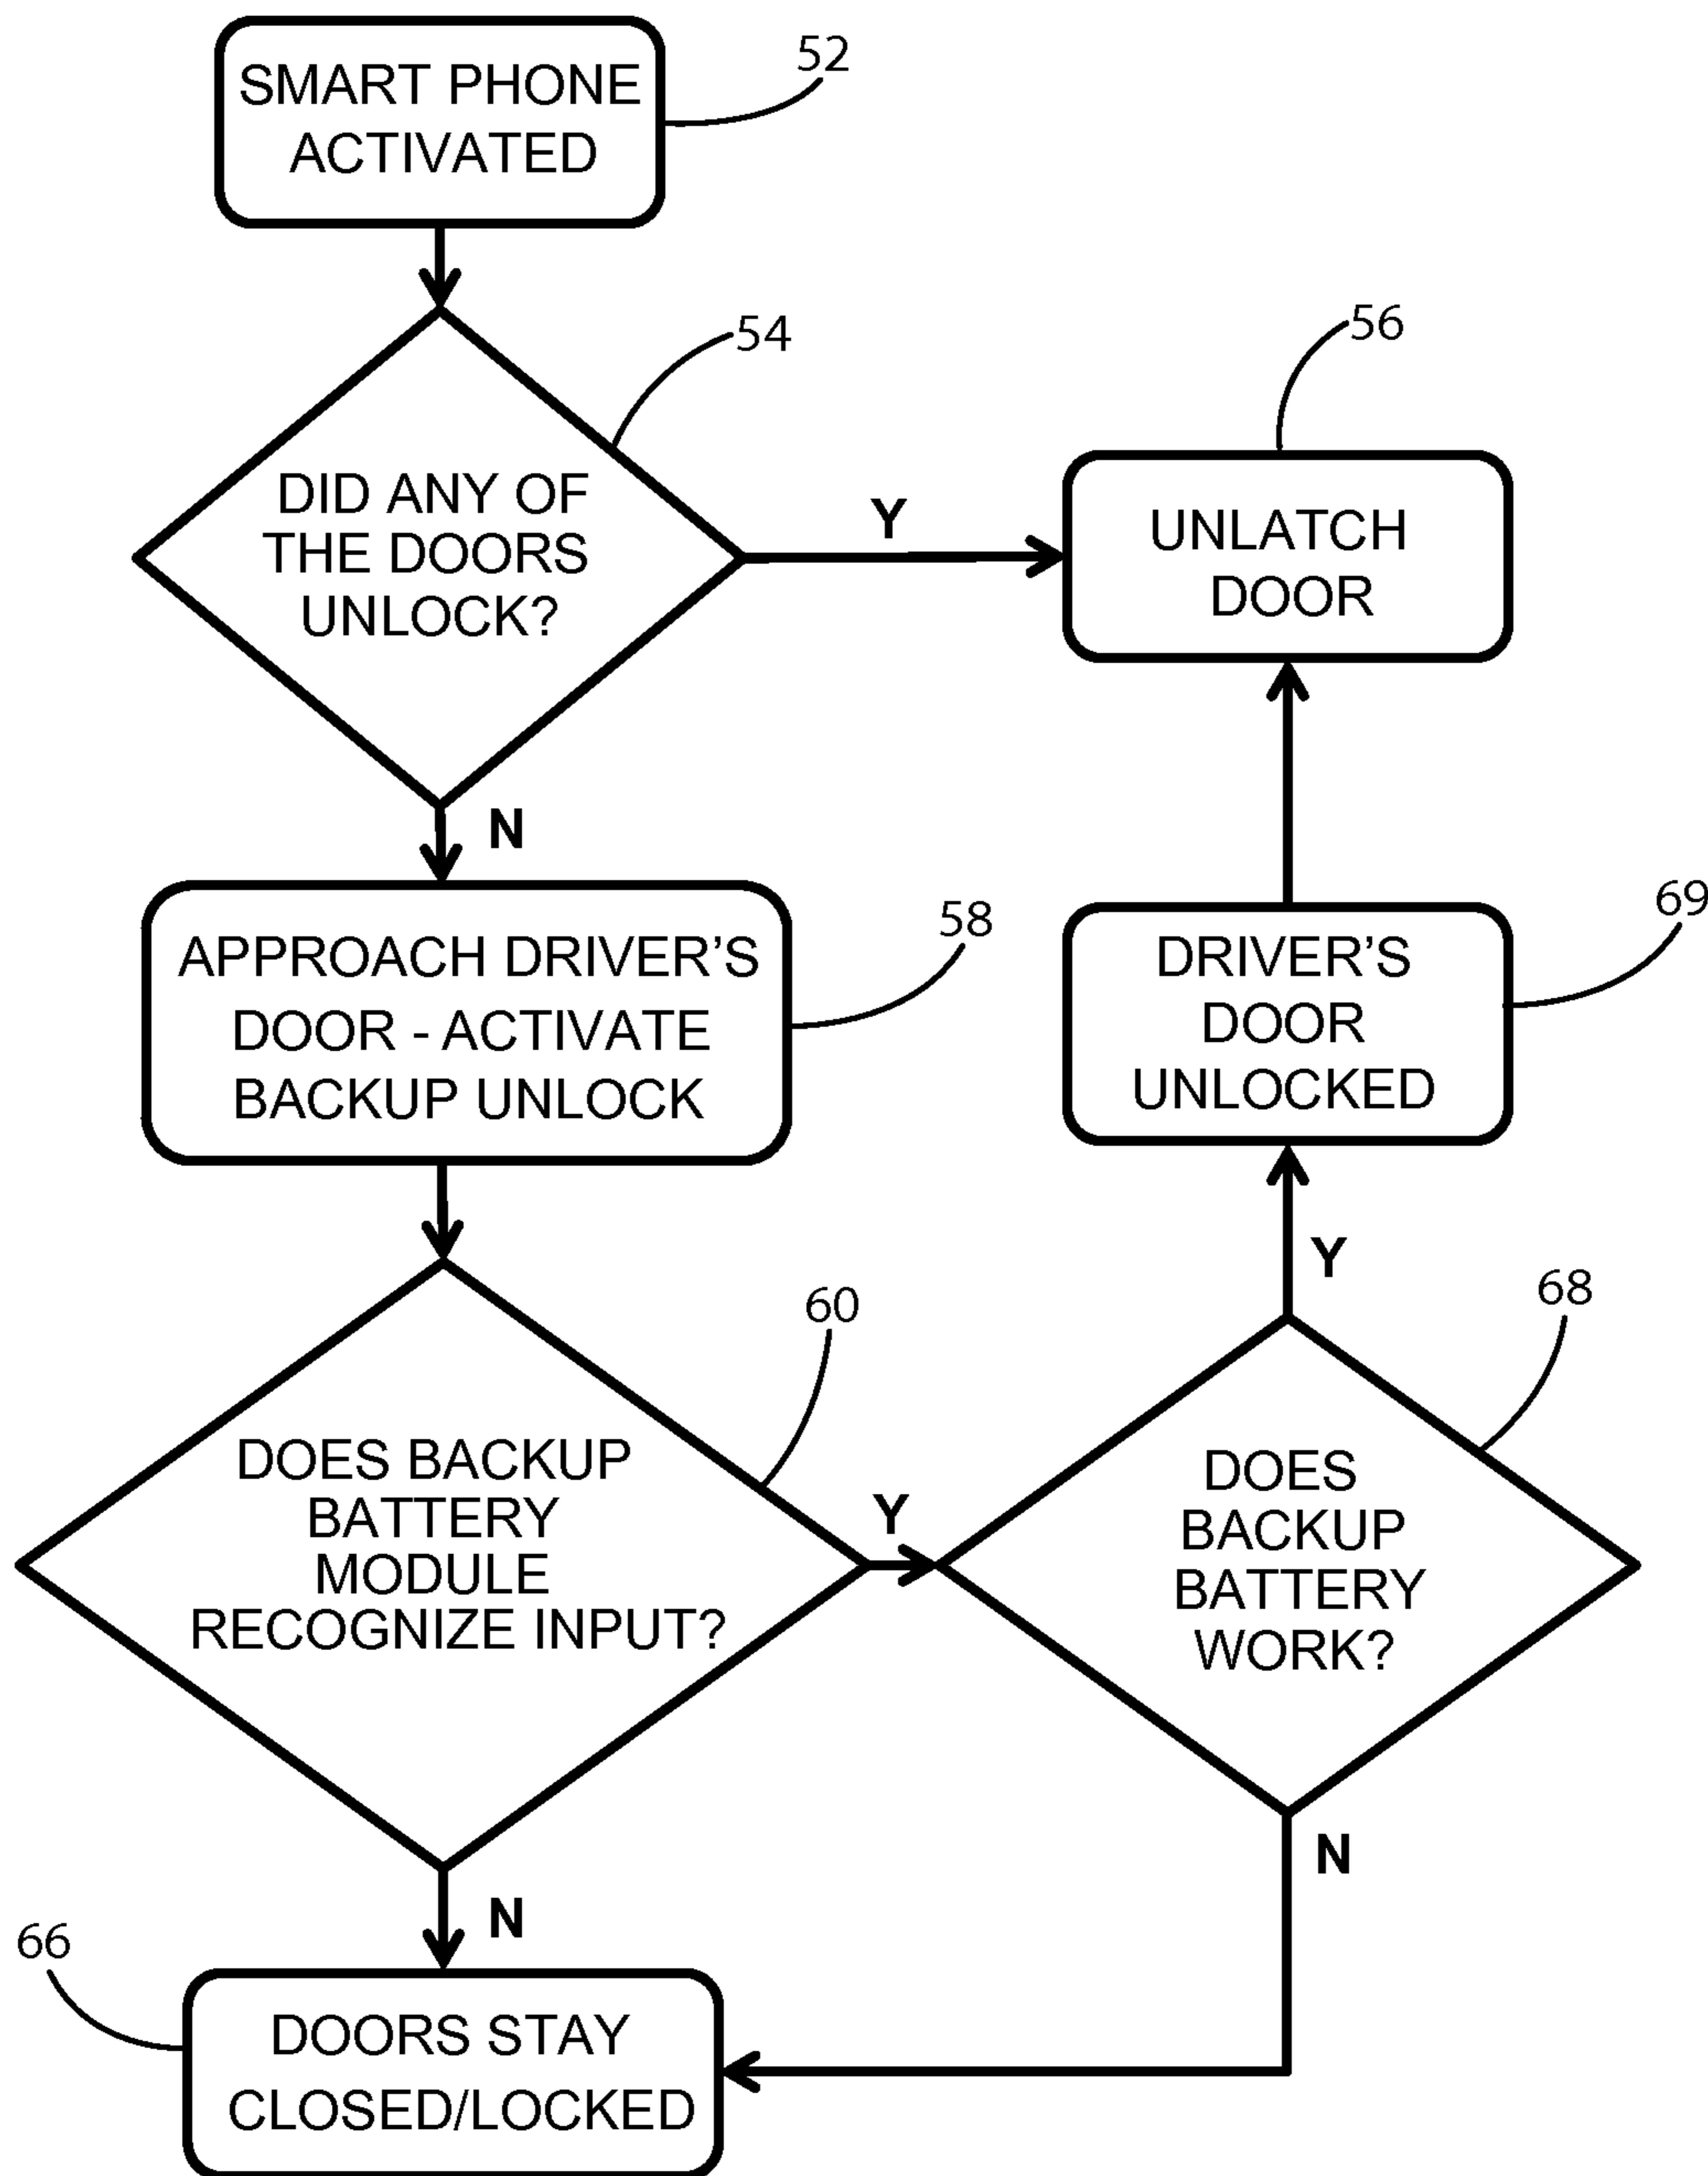 SMART PHONE
ACTIVATED
52
DID ANY OF
THE DOORS
UNLOCK?
54
Y
UNLATCH
DOOR
56
N
APPROACH DRIVER’S
DOOR - ACTIVATE
BACKUP UNLOCK
58
DRIVER’S
DOOR
UNLOCKED
69
Y
DOES BACKUP
BATTERY
MODULE
RECOGNIZE INPUT?
60
Y
DOES
BACKUP
BATTERY
WORK?
68
N
N
66
DOORS STAY
CLOSED/LOCKED